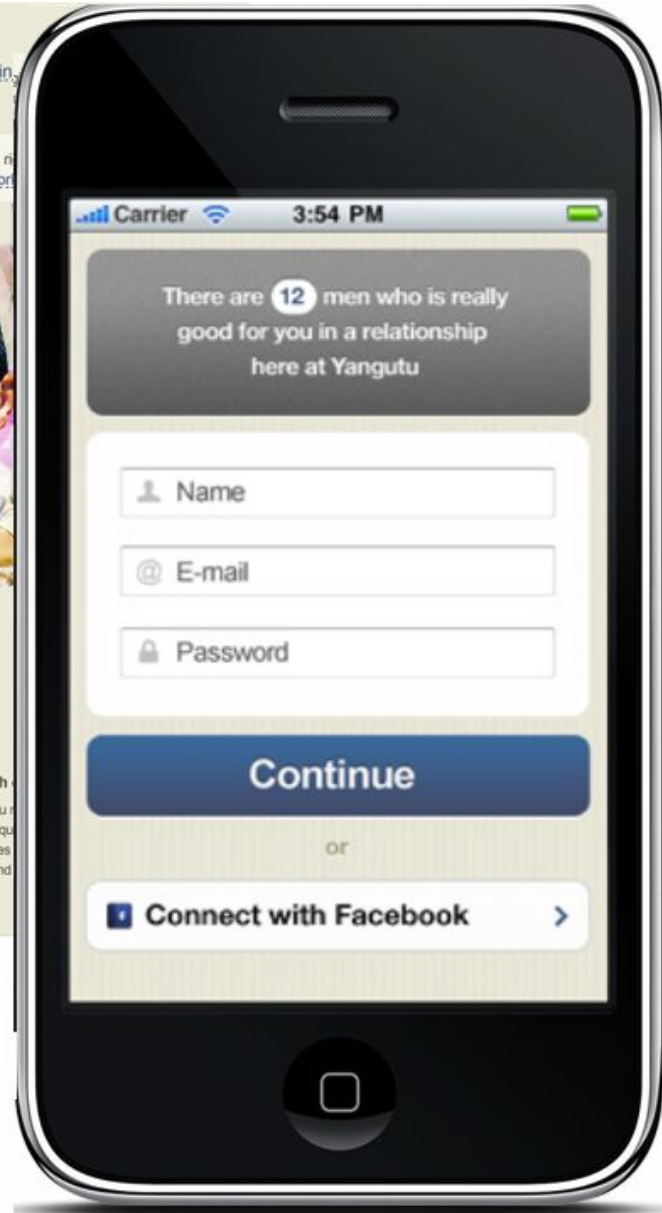 Carrier 3:54 PM
There are 12 men who is really
good for you in a relationship
here at Yangutu
Name
@ E-mail
Password
Continue
or
Connect with Facebook